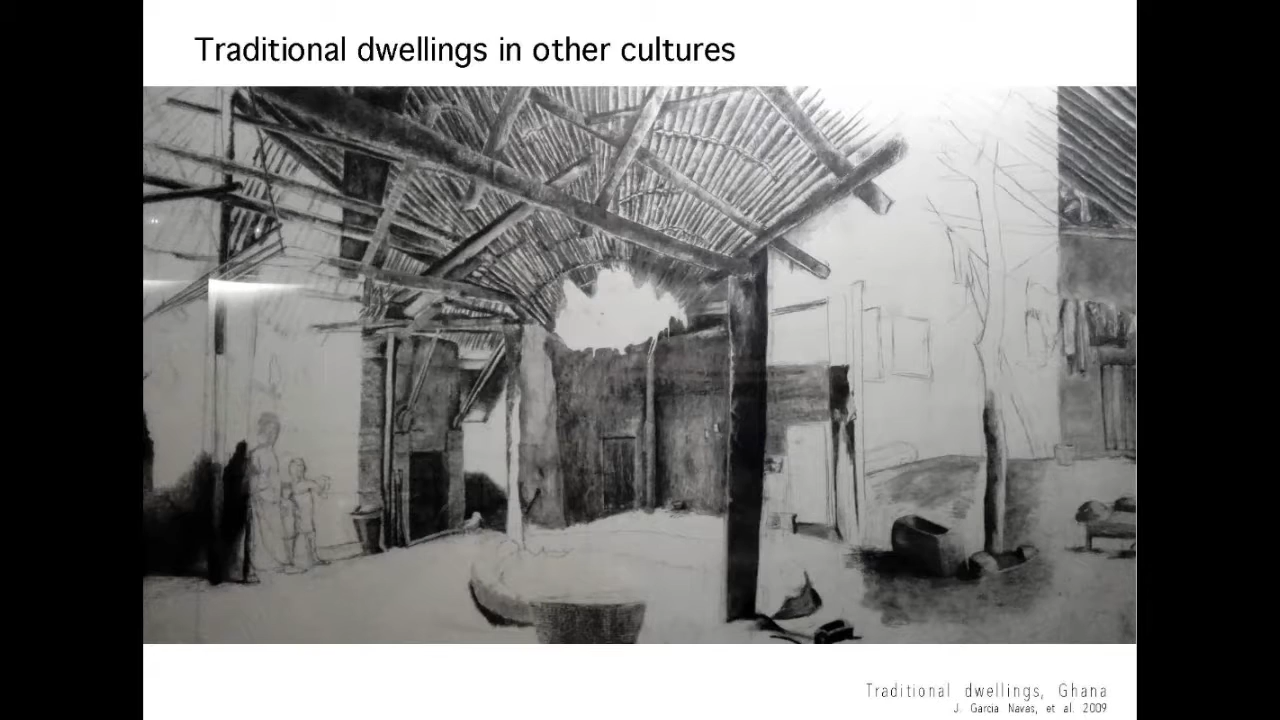 Traditional dwellings in other cultures
Traditional dwellings, Ghana
J. Garcia Navas, et al. 2009